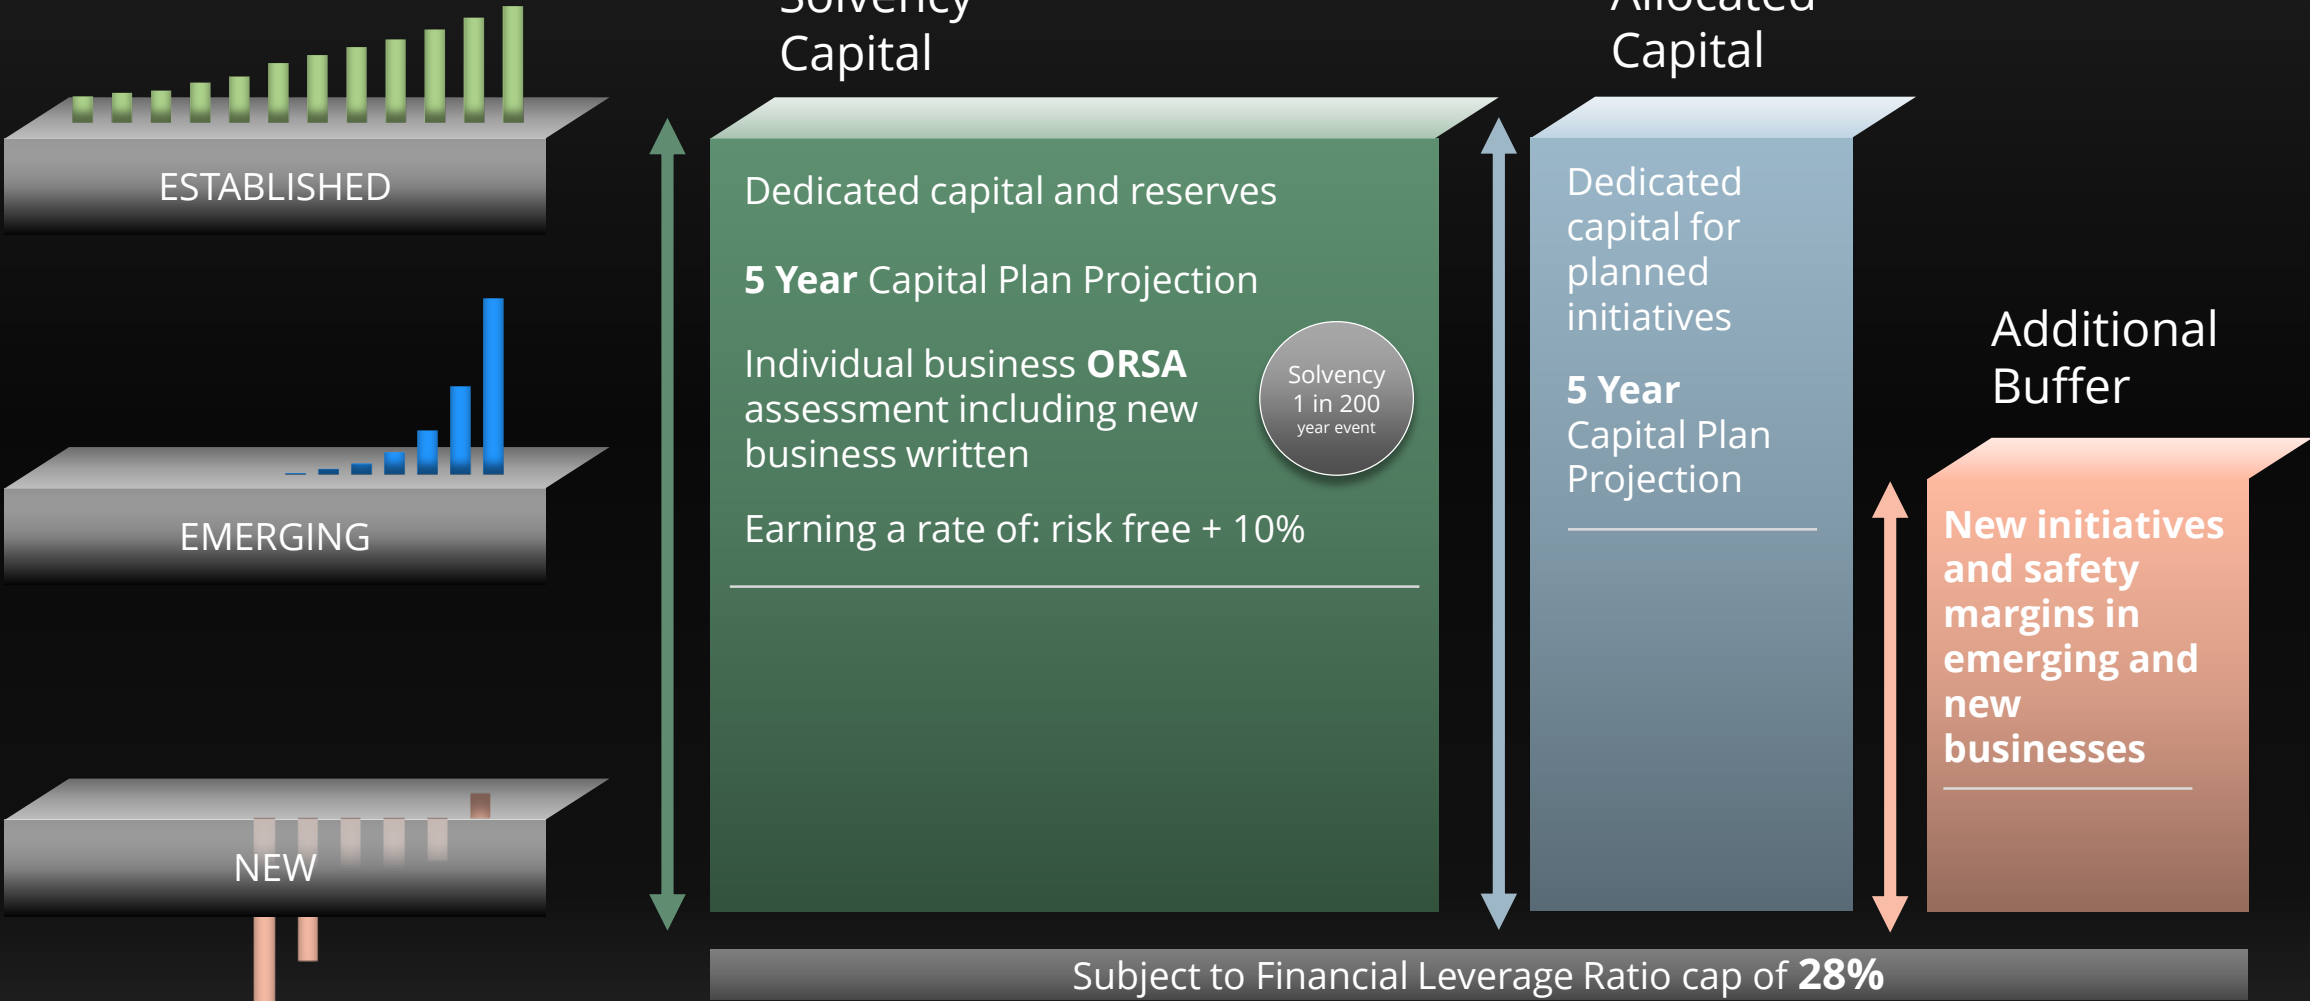 Solvency
Capital
Allocated
Capital
ESTABLISHED
Dedicated capital and reserves
5 Year Capital Plan Projection
Individual business ORSA
assessment including new
business written
Earning a rate of: risk free + 10%
Solvency
1 in 200
year event
Dedicated
capital for
planned
initiatives
5 Year
Capital Plan
Projection
Additional
Buffer
New initiatives
and safety
margins in
emerging and
new
businesses
EMERGING
NEW
Subject to Financial Leverage Ratio cap of 28%